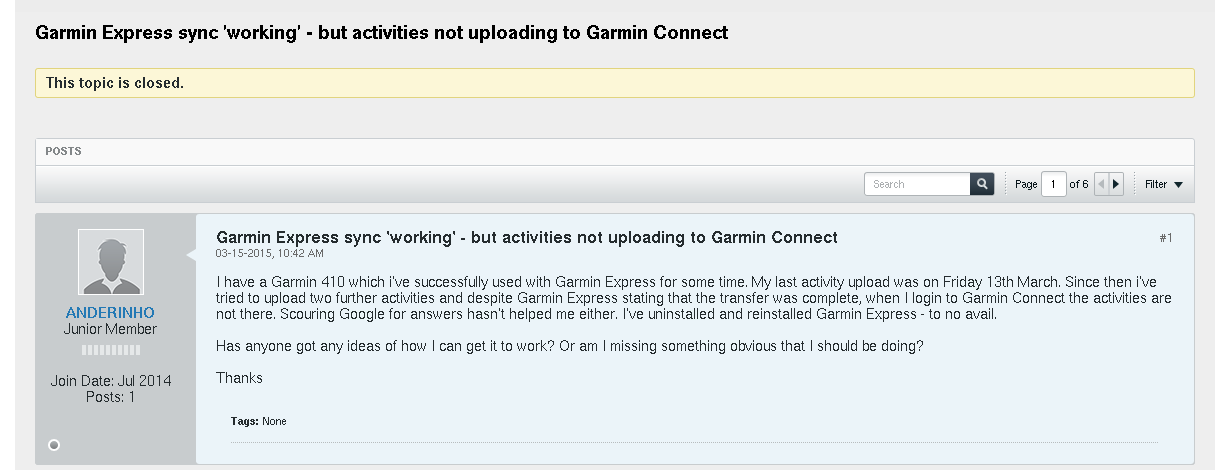 Garmin Express sync 'working' - but activities not uploading to Garmin Connect
This topic is closed.
POSTS
Search
Page 1 of 6
Filter
ANDERINHO
Junior Member
Join Date: Jul 2014
Posts: 1
Garmin Express sync 'working' - but activities not uploading to Garmin Connect
#1
03-15-2015, 10:42 AM
I have a Garmin 410 which i've successfully used with Garmin Express for some time. My last activity upload was on Friday 13th March. Since then i've
tried to upload two further activities and despite Garmin Express stating that the transfer was complete, when I login to Garmin Connect the activities are
not there. Scouring Google for answers hasn't helped me either. I've uninstalled and reinstalled Garmin Express - to no avail.
Has anyone got any ideas of how I can get it to work? Or am I missing something obvious that I should be doing?
Thanks
Tags: None